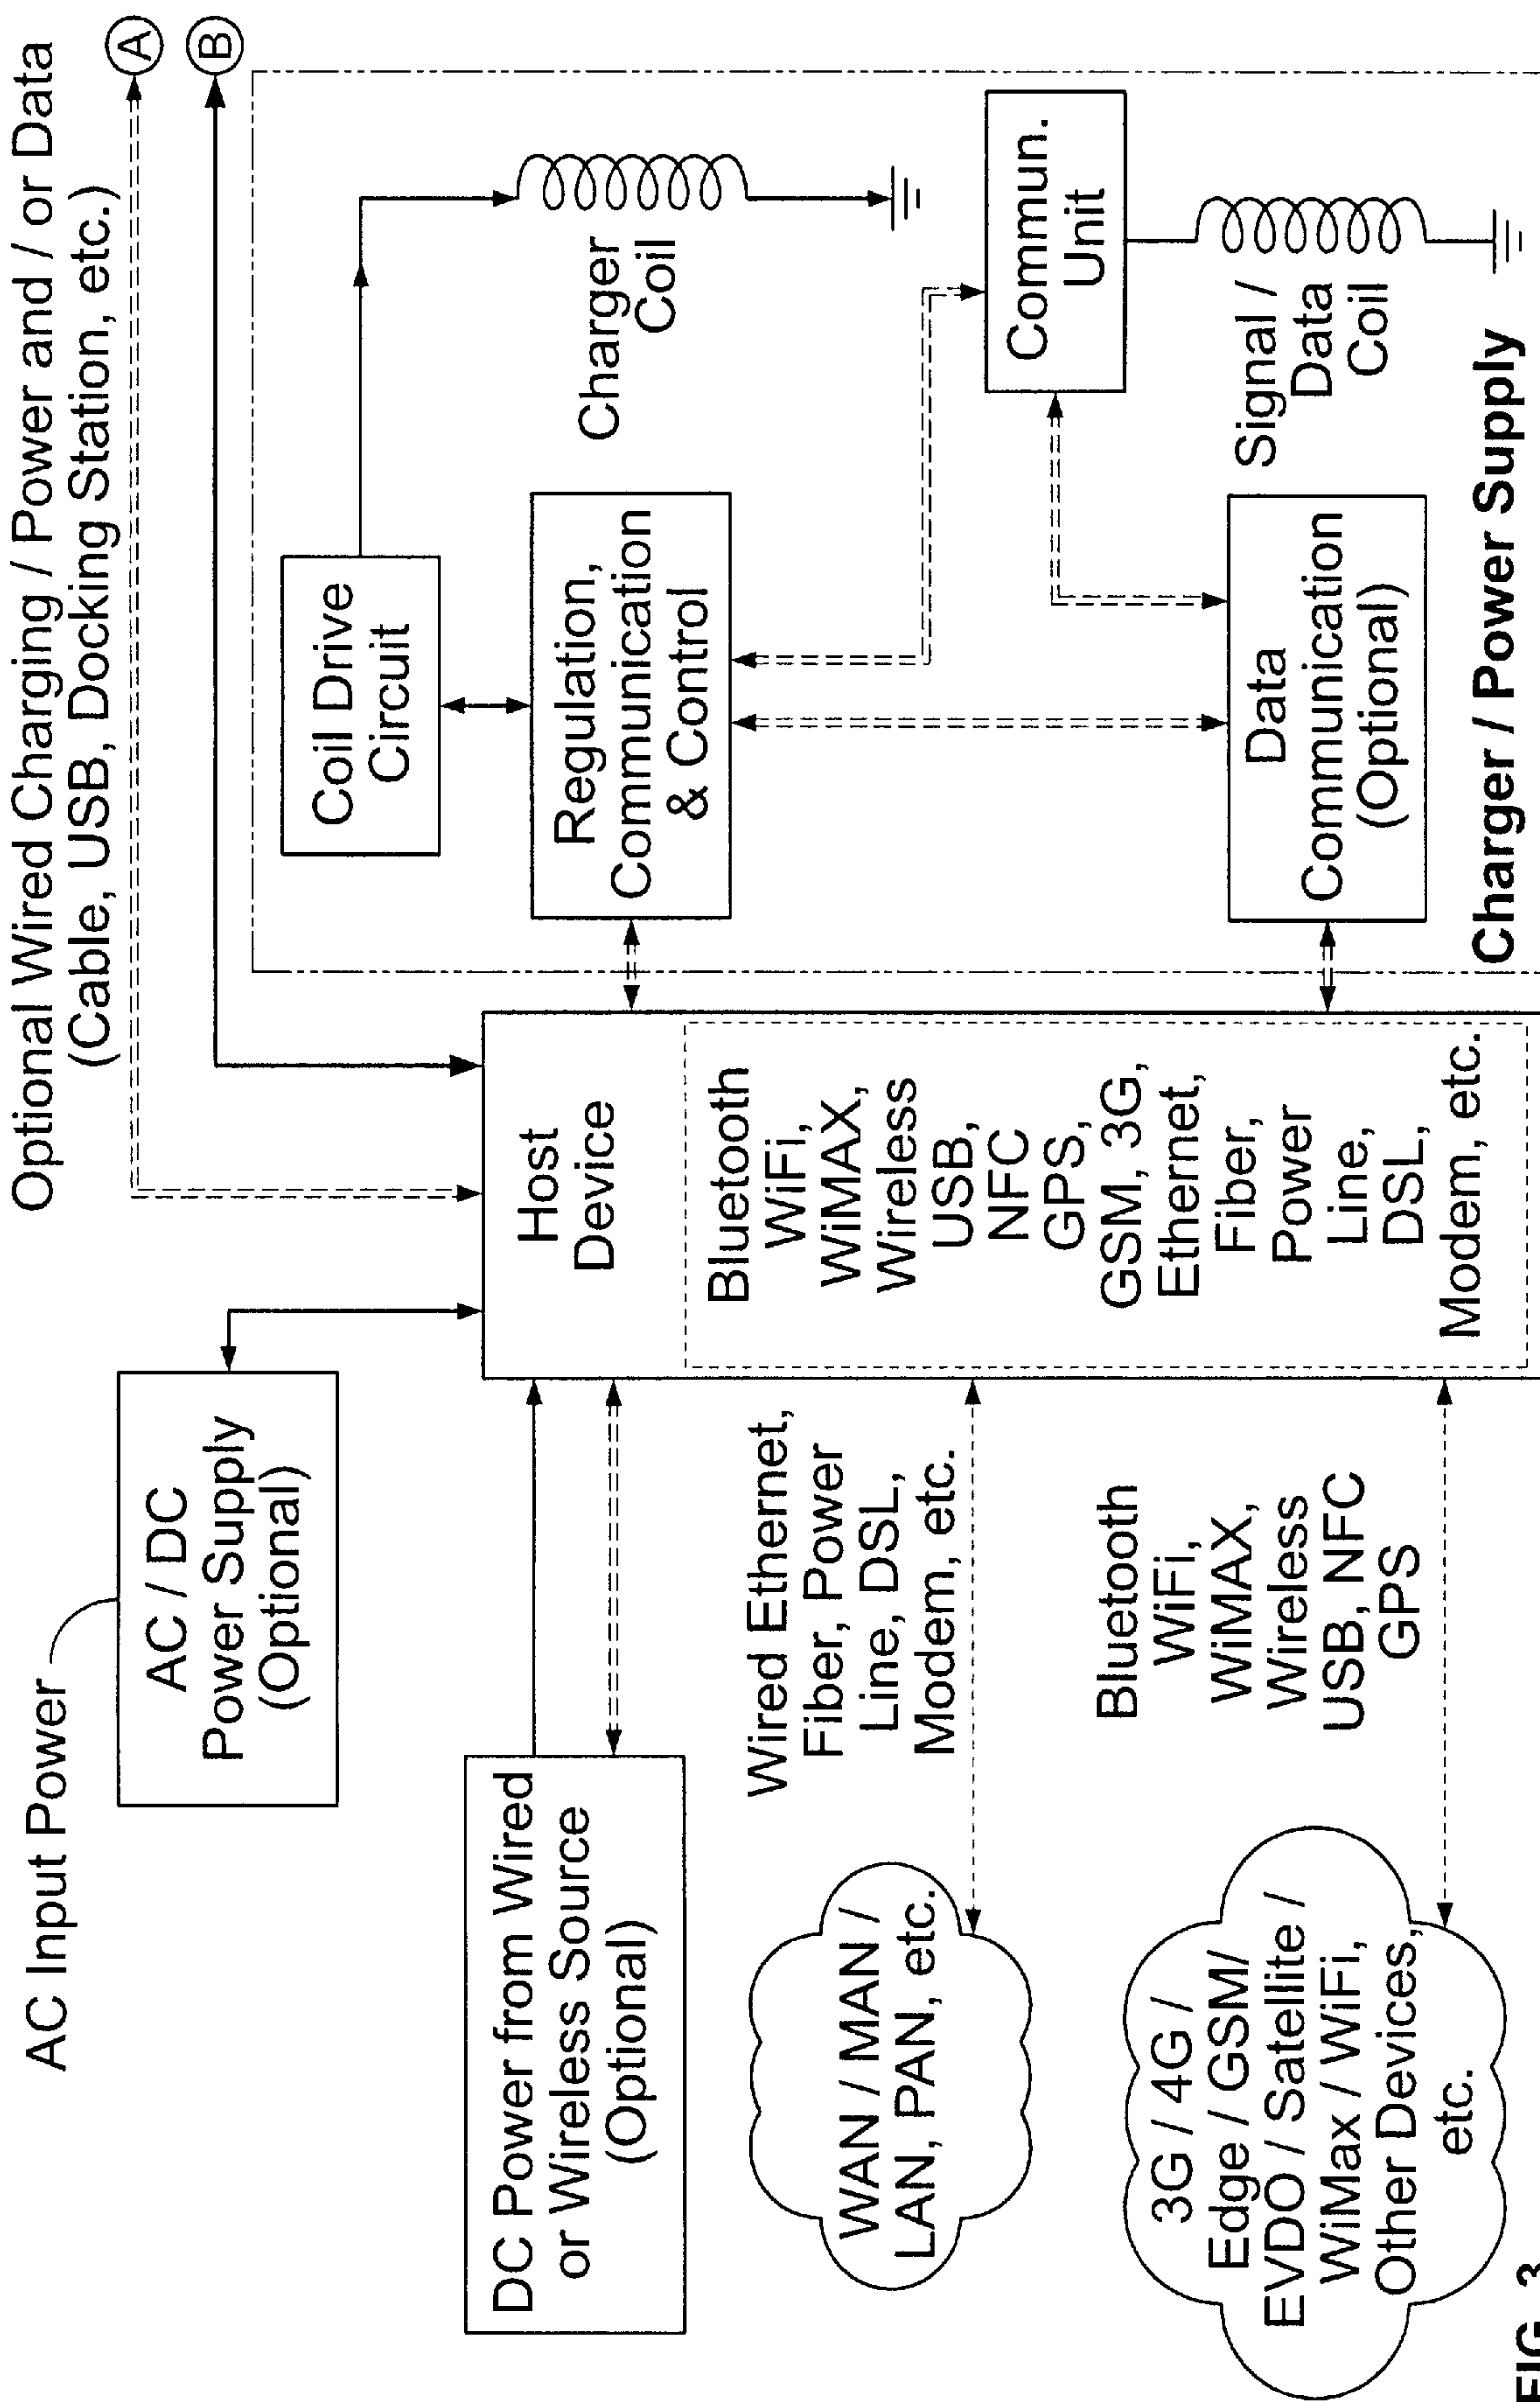 Optional Wired Charging / Power and / or Data
(Cable, USB, Docking Station, etc.)
A
B
AC Input Power
AC / DC
Power Supply
(Optional)
DC Power from Wired
or Wireless Source
(Optional)
Host
Device
Bluetooth
WiFi,
WiMAX,
Wireless
USB,
NFC
GPS,
GSM, 3G,
Ethernet,
Fiber,
Power
Line,
DSL,
Modem, etc.
Wired Ethernet,
Fiber, Power
Line, DSL,
Modem, etc.
WAN / MAN /
LAN, PAN, etc.
Bluetooth
WiFi,
WiMAX,
Wireless
USB, NFC
GPS
3G / 4G /
Edge / GSM/
EVDO / Satellite /
WiMax / WiFi,
Other Devices,
etc.
Coil Drive
Circuit
Regulation,
Communication
& Control
Charger
Coil
Commun.
Unit
Signal /
Data
Coil
Data
Communication
(Optional)
Charger / Power Supply
FIG. 3